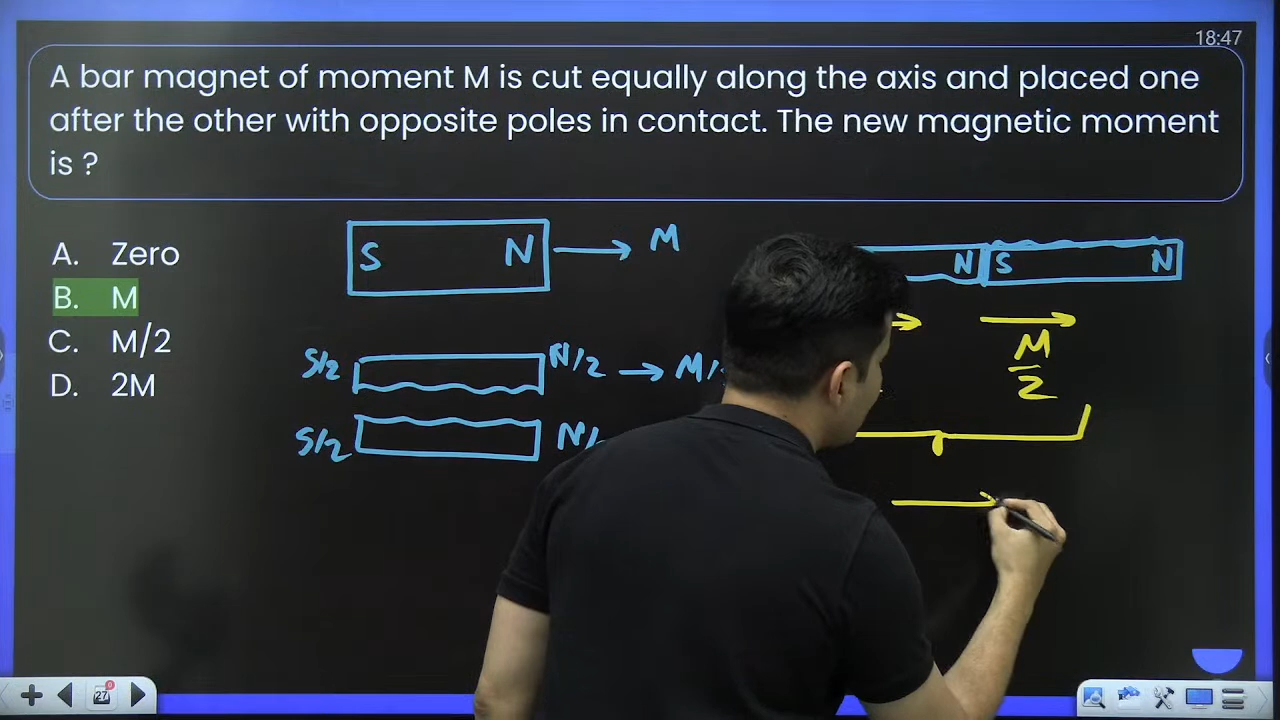 18:47
A bar magnet of moment M is cut equally along the axis and placed one
after the other with opposite poles in contact. The new magnetic moment
is ?
A. Zero
B. M
C. M/2
D. 2M
S N → M
N S N
S/2 N/2 → M/
M/2
S/2 N/
27